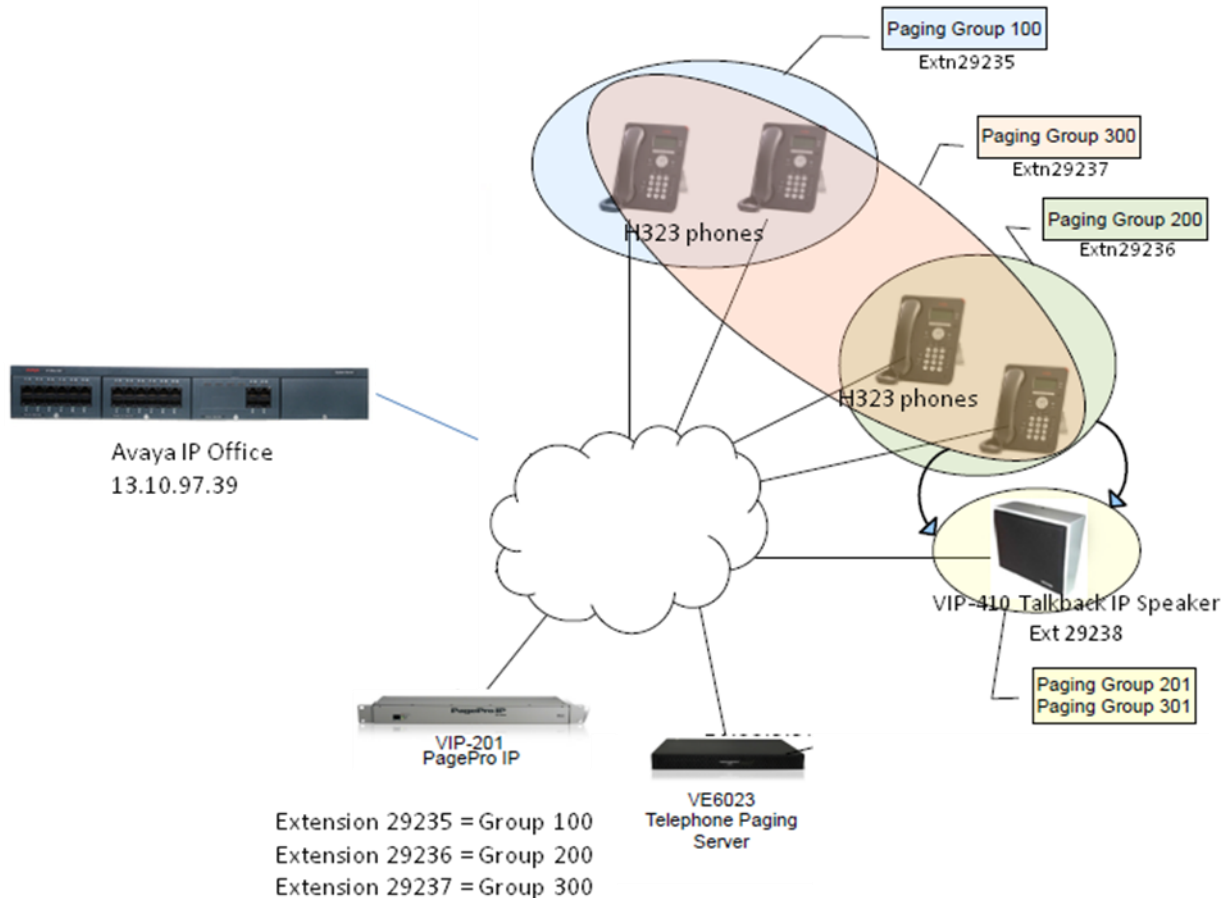 Paging Group 100
Extn29235
Paging Group 300
Extn29237
Paging Group 200
Extn29236
H323 phones
H323 phones
Avaya IP Office
13.10.97.39
VIP-410 Talkback IP Speaker
Ext 29238
Paging Group 201
Paging Group 301
PagePro IP
VIP-201
PagePro IP
VE6023
Telephone Paging
Server
Extension 29235 = Group 100
Extension 29236 = Group 200
Extension 29237 = Group 300